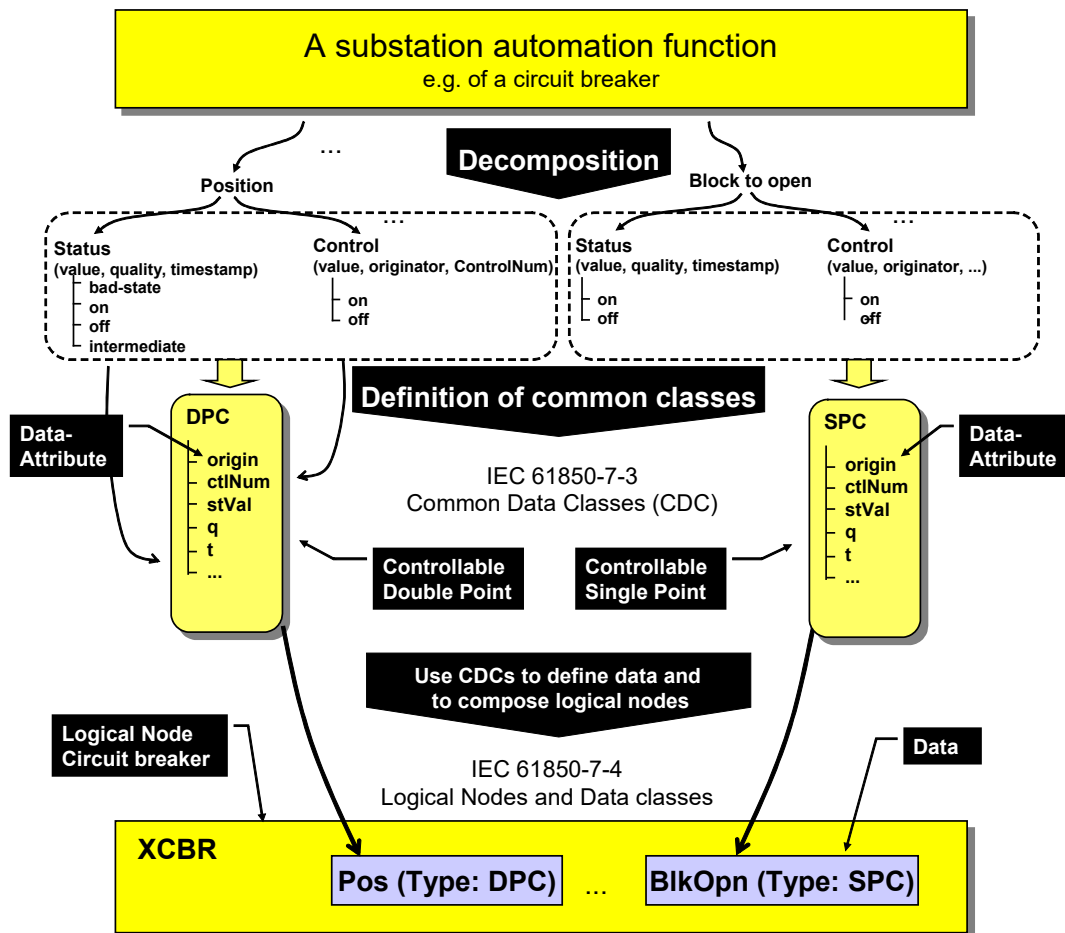 A substation automation function
e.g. of a circuit breaker
...
Decomposition
Position
Block to open
...
...
Status
(value, quality, timestamp)
bad-state
on
off
intermediate
Control
(value, originator, ControlNum)
on
off
Status
(value, quality, timestamp)
on
off
Control
(value, originator, ...)
on
off
Definition of common classes
Data-
Attribute
DPC
origin
ctlNum
stVal
q
t
...
IEC 61850-7-3
Common Data Classes (CDC)
SPC
origin
ctlNum
stVal
q
t
...
Data-
Attribute
Controllable
Double Point
Controllable
Single Point
Use CDCs to define data and
to compose logical nodes
Logical Node
Circuit breaker
Data
IEC 61850-7-4
Logical Nodes and Data classes
XCBR
Pos (Type: DPC)
...
BlkOpn (Type: SPC)